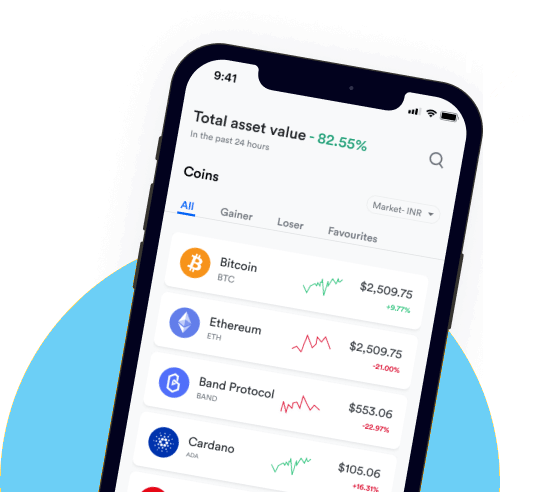 9:41
Total asset value - 82.55%
In the past 24 hours
Coins
Market- INR
All Gainer Loser Favourites
Bitcoin $2,509.75
BTC +9.77%
Ethereum $2,509.75
ETH -21.00%
Band Protocol $553.06
BAND -22.97%
Cardano $105.06
ADA +16.31%